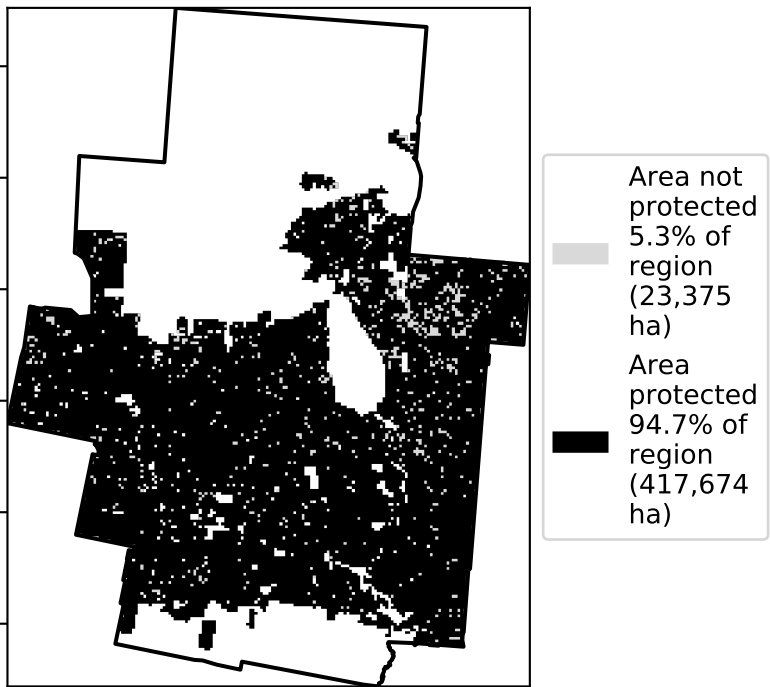 Area not
protected
5.3% of
region
(23,375
ha)
Area
protected
94.7% of
region
(417,674
ha)